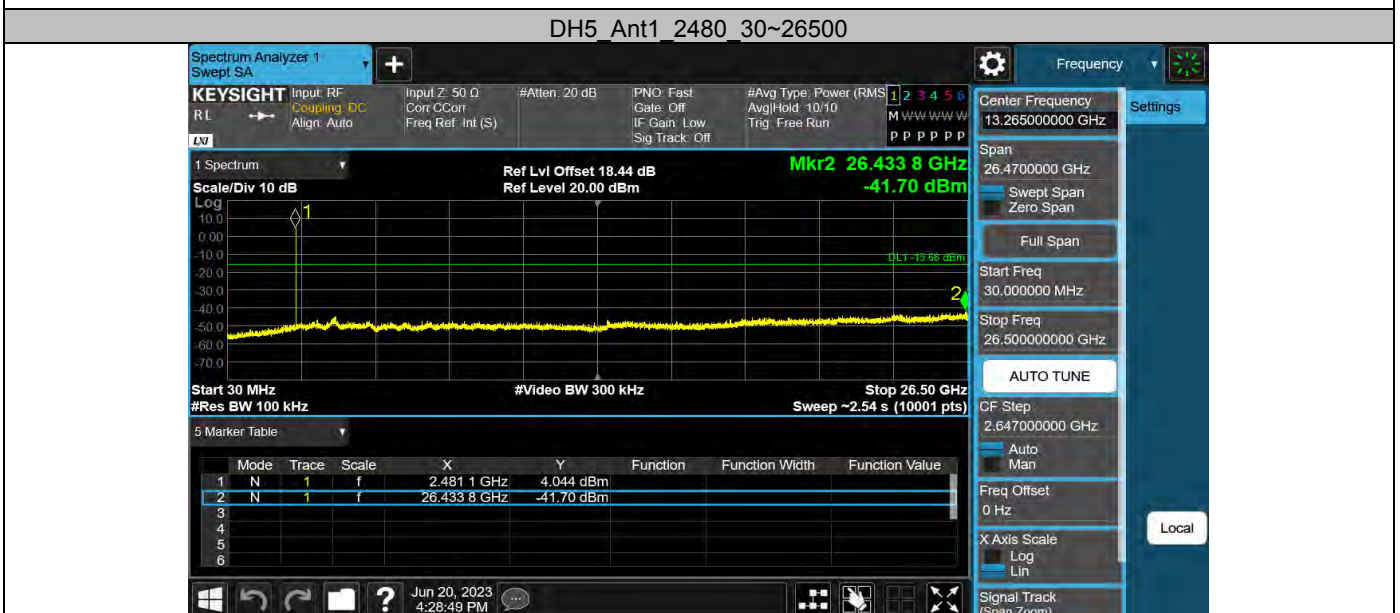 DH5_Ant1_2480_30~26500
Spectrum Analyzer 1
Swept SA
+
Frequency
KEYSIGHT
RL
LXI
Input: RF
Coupling: DC
Align: Auto
Input Z: 50 Ω
Corr CCorr
Freq Ref: Int (S)
#Atten: 20 dB
PNO: Fast
Gate: Off
IF Gain: Low
Sig Track: Off
#Avg Type: Power (RMS
Avg|Hold: 10/10
Trig: Free Run
1 2 3 4 5 6
M W W W W W
P P P P P P
1 Spectrum
Scale/Div 10 dB
Ref Lvl Offset 18.44 dB
Ref Level 20.00 dBm
Mkr2 26.433 8 GHz
-41.70 dBm
Log
10.0
0.00
-10.0
-20.0
-30.0
-40.0
-50.0
-60.0
-70.0
1
2
Start 30 MHz
#Res BW 100 kHz
#Video BW 300 kHz
Stop 26.50 GHz
Sweep ~2.54 s (10001 pts)
5 Marker Table
Mode Trace Scale X Y Function Function Width Function Value
1 N 1 f 2.481 1 GHz 4.044 dBm
2 N 1 f 26.433 8 GHz -41.70 dBm
3
4
5
6
Jun 20, 2023
4:28:49 PM
Center Frequency
13.265000000 GHz
Settings
Span
26.4700000 GHz
Swept Span
Zero Span
Full Span
Start Freq
30.000000 MHz
Stop Freq
26.500000000 GHz
AUTO TUNE
CF Step
2.647000000 GHz
Auto
Man
Freq Offset
0 Hz
Local
X Axis Scale
Log
Lin
Signal Track
(Span Zoom)